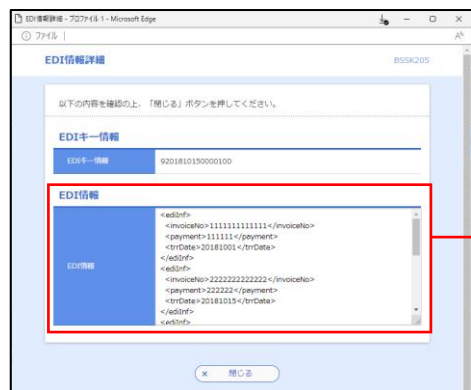 EDI情報詳細 - プロファイル 1 - Microsoft Edge
ファイル
EDI情報詳細
BSSK205
以下の内容を確認の上、「閉じる」ボタンを押してください。
EDIキー情報
EDIキー情報
9201810150000100
EDI情報
EDI情報
<ediInf>
<invoiceNo>1111111111111</invoiceNo>
<payment>111111</payment>
<trrDate>20181001</trrDate>
</ediInf>
<ediInf>
<invoiceNo>2222222222222</invoiceNo>
<payment>222222</payment>
<trrDate>20181015</trrDate>
</ediInf>
<ediInf>
× 閉じる